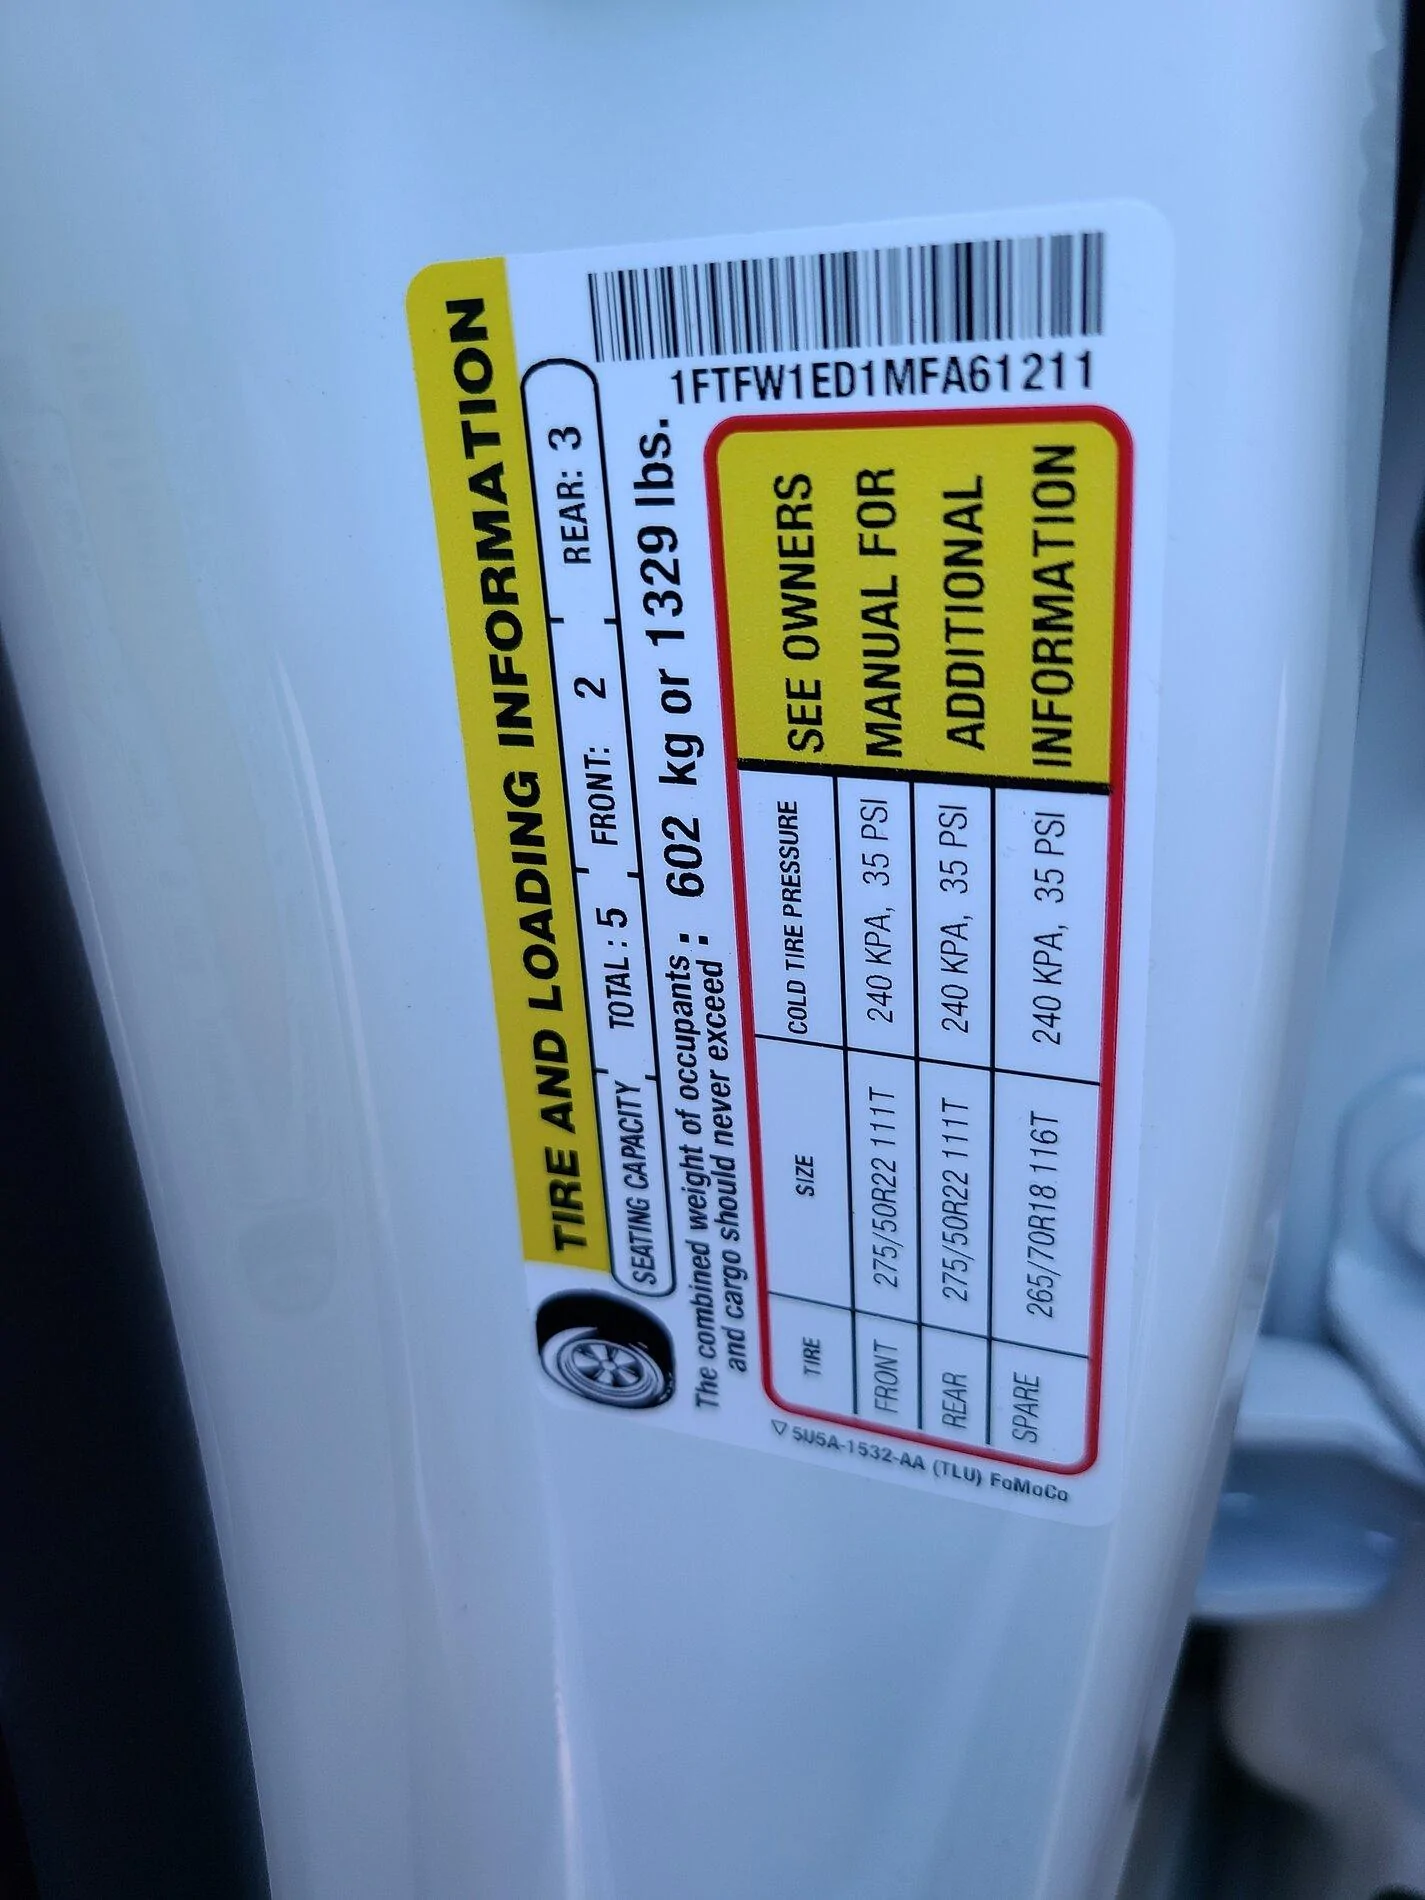 TIRE AND LOADING INFORMATION
SEATING CAPACITY TOTAL : 5 FRONT: 2 REAR: 3
The combined weight of occupants : 602 kg or 1329 lbs.
and cargo should never exceed :
1FTFW1ED1MFA61211
TIRE SIZE COLD TIRE PRESSURE
FRONT 275/50R22 111T 240 KPA, 35 PSI
REAR 275/50R22 111T 240 KPA, 35 PSI
SPARE 265/70R18 116T 240 KPA, 35 PSI
SEE OWNERS
MANUAL FOR
ADDITIONAL
INFORMATION
▽ 5U5A-1532-AA (TLU) FoMoCo